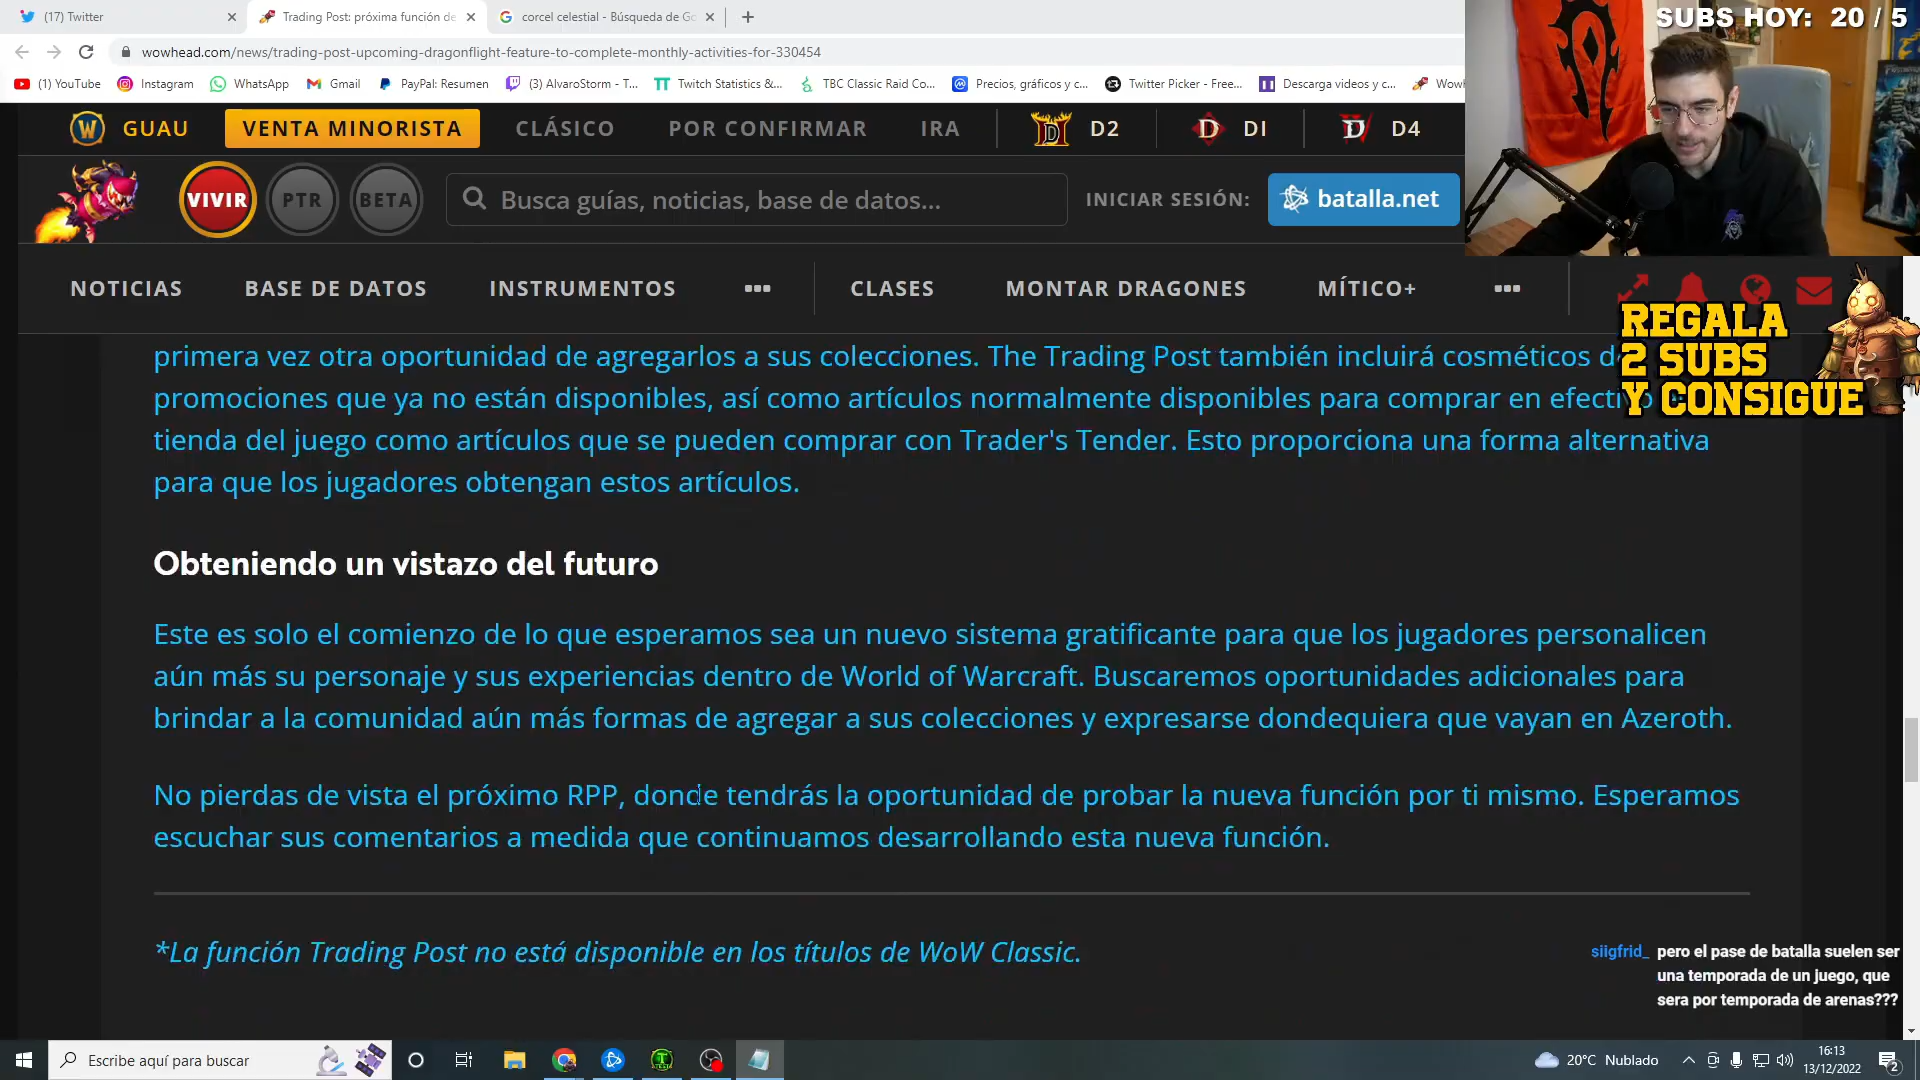 (17) Twitter
Trading Post: próxima función de
corcel celestial - Búsqueda de Go
SUBS HOY: 20 / 5
wowhead.com/news/trading-post-upcoming-dragonflight-feature-to-complete-monthly-activities-for-330454
(1) YouTube
Instagram
WhatsApp
Gmail
PayPal: Resumen
(3) AlvaroStorm - T...
Twitch Statistics &...
TBC Classic Raid Co...
Precios, gráficos y c...
Twitter Picker - Free...
Descarga videos y c...
GUAU
VENTA MINORISTA
CLÁSICO
POR CONFIRMAR
IRA
D2
DI
D4
VIVIR
PTR
BETA
Busca guías, noticias, base de datos...
INICIAR SESIÓN:
batalla.net
NOTICIAS
BASE DE DATOS
INSTRUMENTOS
CLASES
MONTAR DRAGONES
MÍTICO+
REGALA
2 SUBS
Y CONSIGUE
primera vez otra oportunidad de agregarlos a sus colecciones. The Trading Post también incluirá cosméticos
promociones que ya no están disponibles, así como artículos normalmente disponibles para comprar en
tienda del juego como artículos que se pueden comprar con Trader's Tender. Esto proporciona una forma alternativa
para que los jugadores obtengan estos artículos.
Obteniendo un vistazo del futuro
Este es solo el comienzo de lo que esperamos sea un nuevo sistema gratificante para que los jugadores personalicen
aún más su personaje y sus experiencias dentro de World of Warcraft. Buscaremos oportunidades adicionales para
brindar a la comunidad aún más formas de agregar a sus colecciones y expresarse dondequiera que vayan en Azeroth.
No pierdas de vista el próximo RPP, donde tendrás la oportunidad de probar la nueva función por ti mismo. Esperamos
escuchar sus comentarios a medida que continuamos desarrollando esta nueva función.
*La función Trading Post no está disponible en los títulos de WoW Classic.
siigfrid_ pero el pase de batalla suelen ser
una temporada de un juego, que
sera por temporada de arenas???
Escribe aquí para buscar
20°C Nublado
16:13
13/12/2022
2